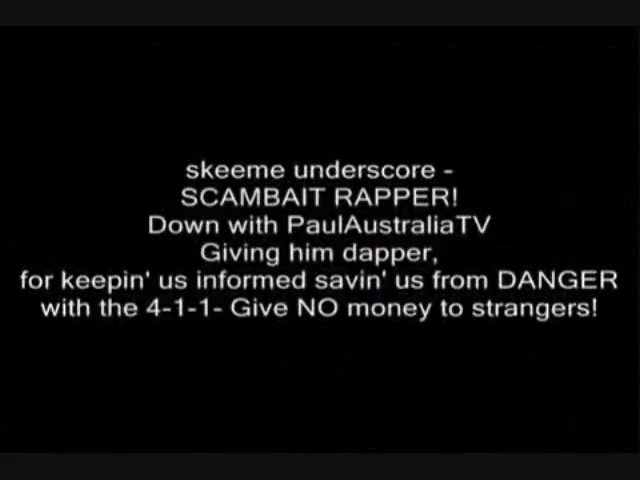 skeeme underscore -
SCAMBAIT RAPPER!
Down with PaulAustraliaTV
Giving him dapper,
for keepin' us informed savin' us from DANGER
with the 4-1-1- Give NO money to strangers!